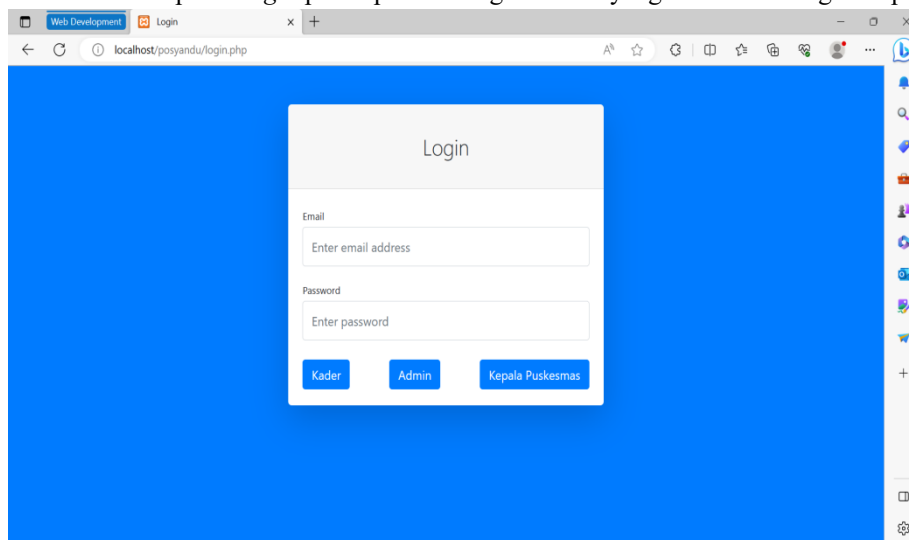 Web Development Login
localhost/posyandu/login.php
Login
Email
Enter email address
Password
Enter password
Kader Admin Kepala Puskesmas